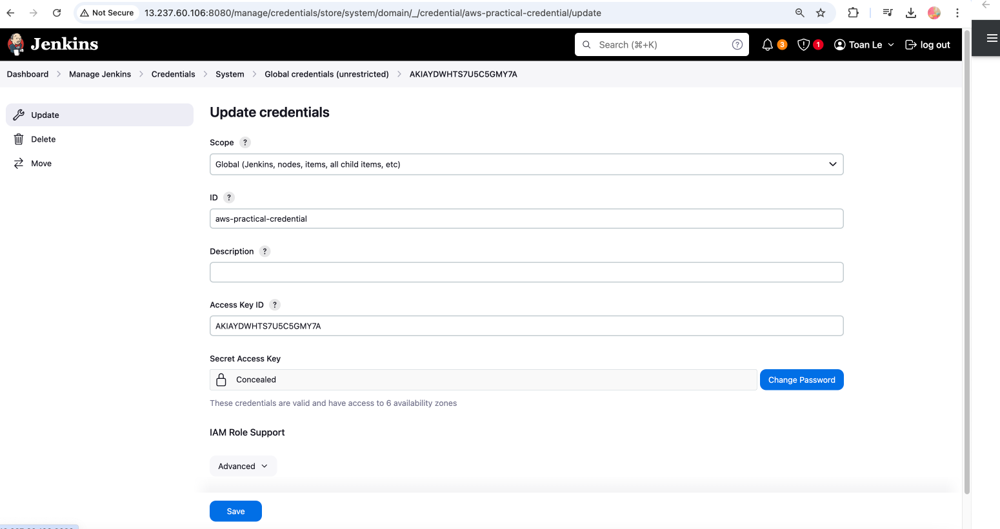 Not Secure 13.237.60.106:8080/manage/credentials/store/system/domain/_/credential/aws-practical-credential/update
Jenkins Search (⌘+K) ? 3 1 Toan Le log out
Dashboard Manage Jenkins Credentials System Global credentials (unrestricted) AKIAYDWHTS7U5C5GMY7A
Update
Delete
Move
Update credentials
Scope ?
Global (Jenkins, nodes, items, all child items, etc)
ID ?
aws-practical-credential
Description ?
Access Key ID ?
AKIAYDWHTS7U5C5GMY7A
Secret Access Key
Concealed Change Password
These credentials are valid and have access to 6 availability zones
IAM Role Support
Advanced
Save